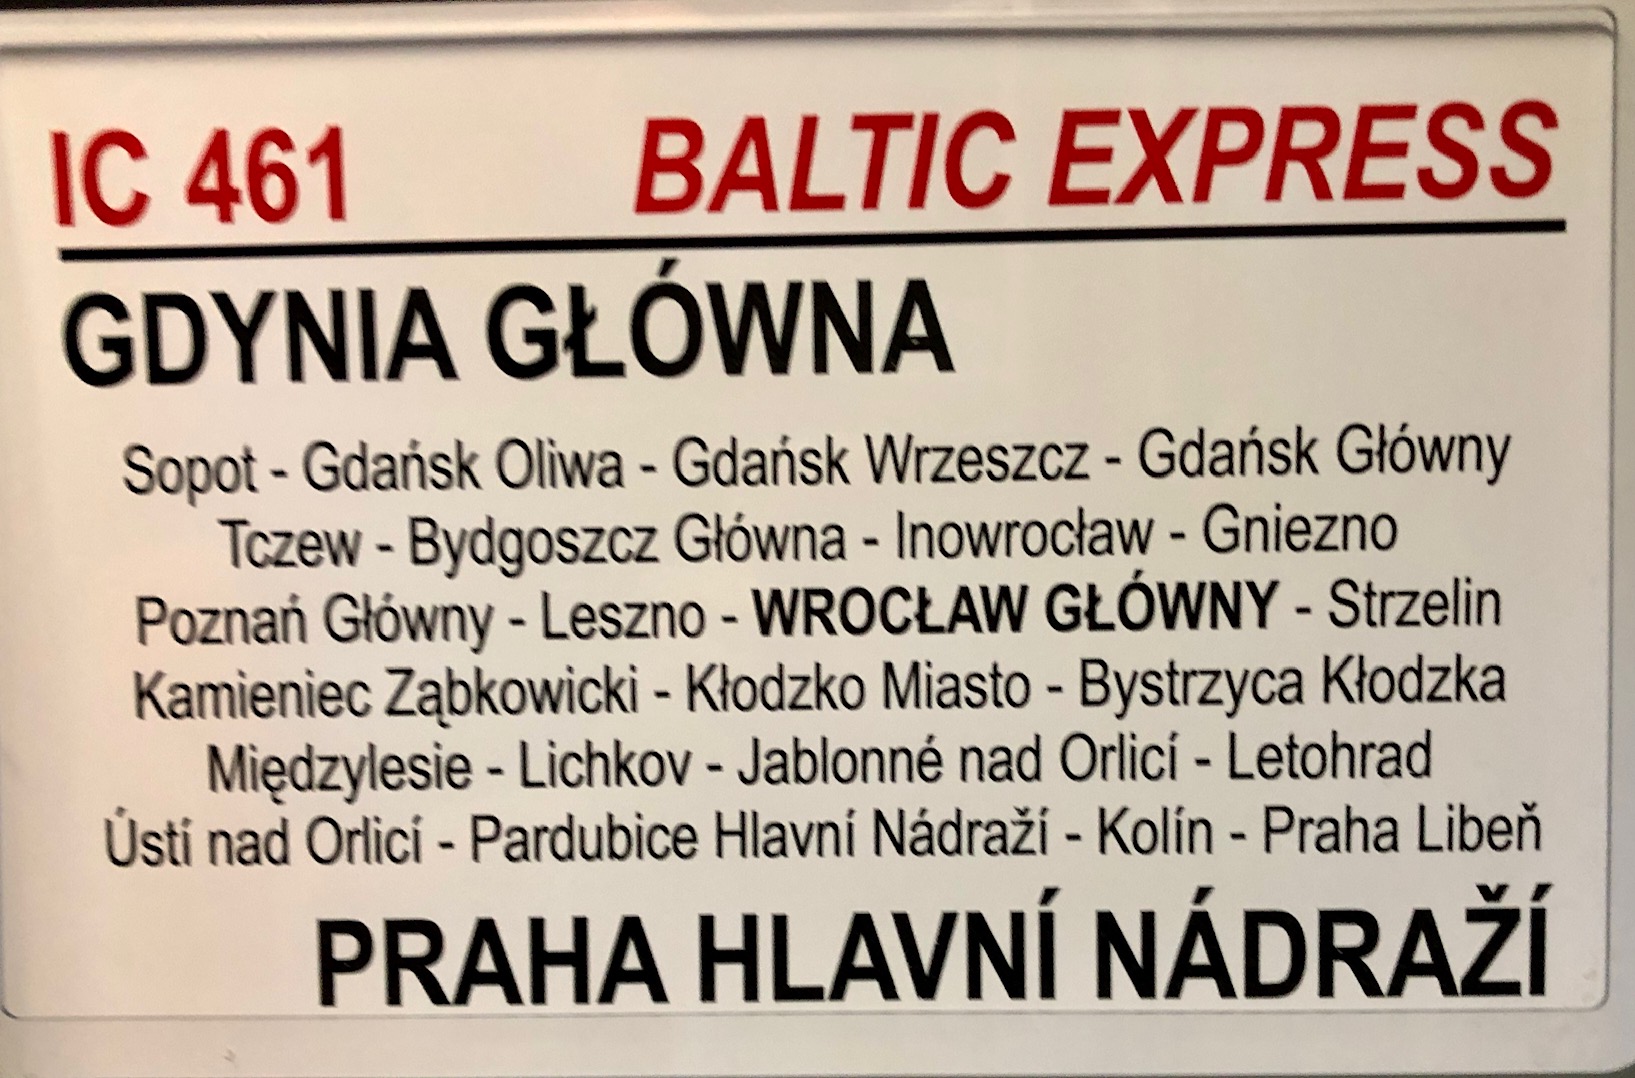 IC 461 BALTIC EXPRESS
GDYNIA GŁÓWNA
Sopot - Gdańsk Oliwa - Gdańsk Wrzeszcz - Gdańsk Główny
Tczew - Bydgoszcz Główna - Inowrocław - Gniezno
Poznań Główny - Leszno - WROCŁAW GŁÓWNY - Strzelin
Kamieniec Ząbkowicki - Kłodzko Miasto - Bystrzyca Kłodzka
Międzylesie - Lichkov - Jablonné nad Orlicí - Letohrad
Ústí nad Orlicí - Pardubice Hlavní Nádraží - Kolín - Praha Libeň
PRAHA HLAVNÍ NÁDRAŽÍ